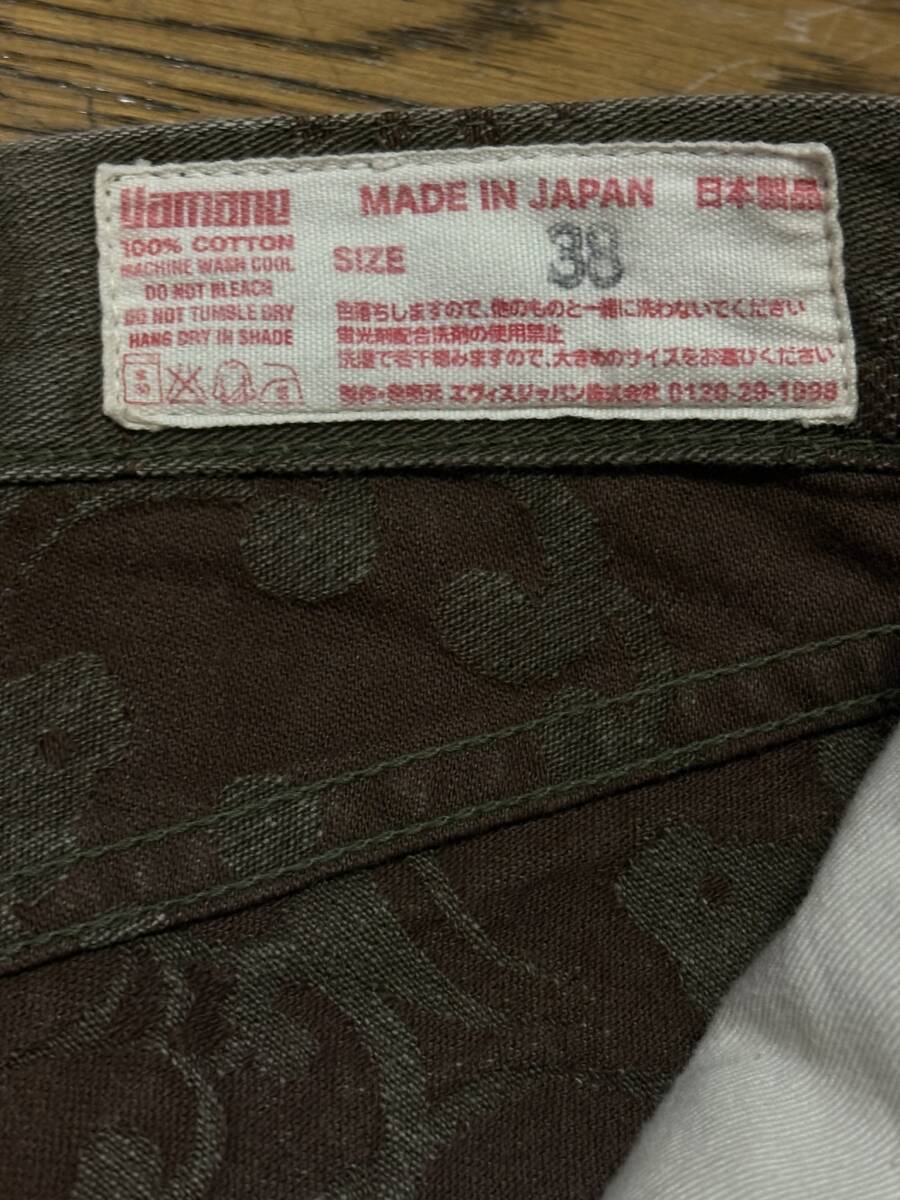 Yamane
MADE IN JAPAN 日本製品
100% COTTON
MACHINE WASH COOL
DO NOT BLEACH
DO NOT TUMBLE DRY
HANG DRY IN SHADE
SIZE 38
色落ちしますので、他のものと一緒に洗わないでください
蛍光剤配合洗剤の使用禁止
洗濯で若干縮みますので、大きめのサイズをお選びください
製作・発売元 エヴィスジャパン株式会社 0120-29-1998